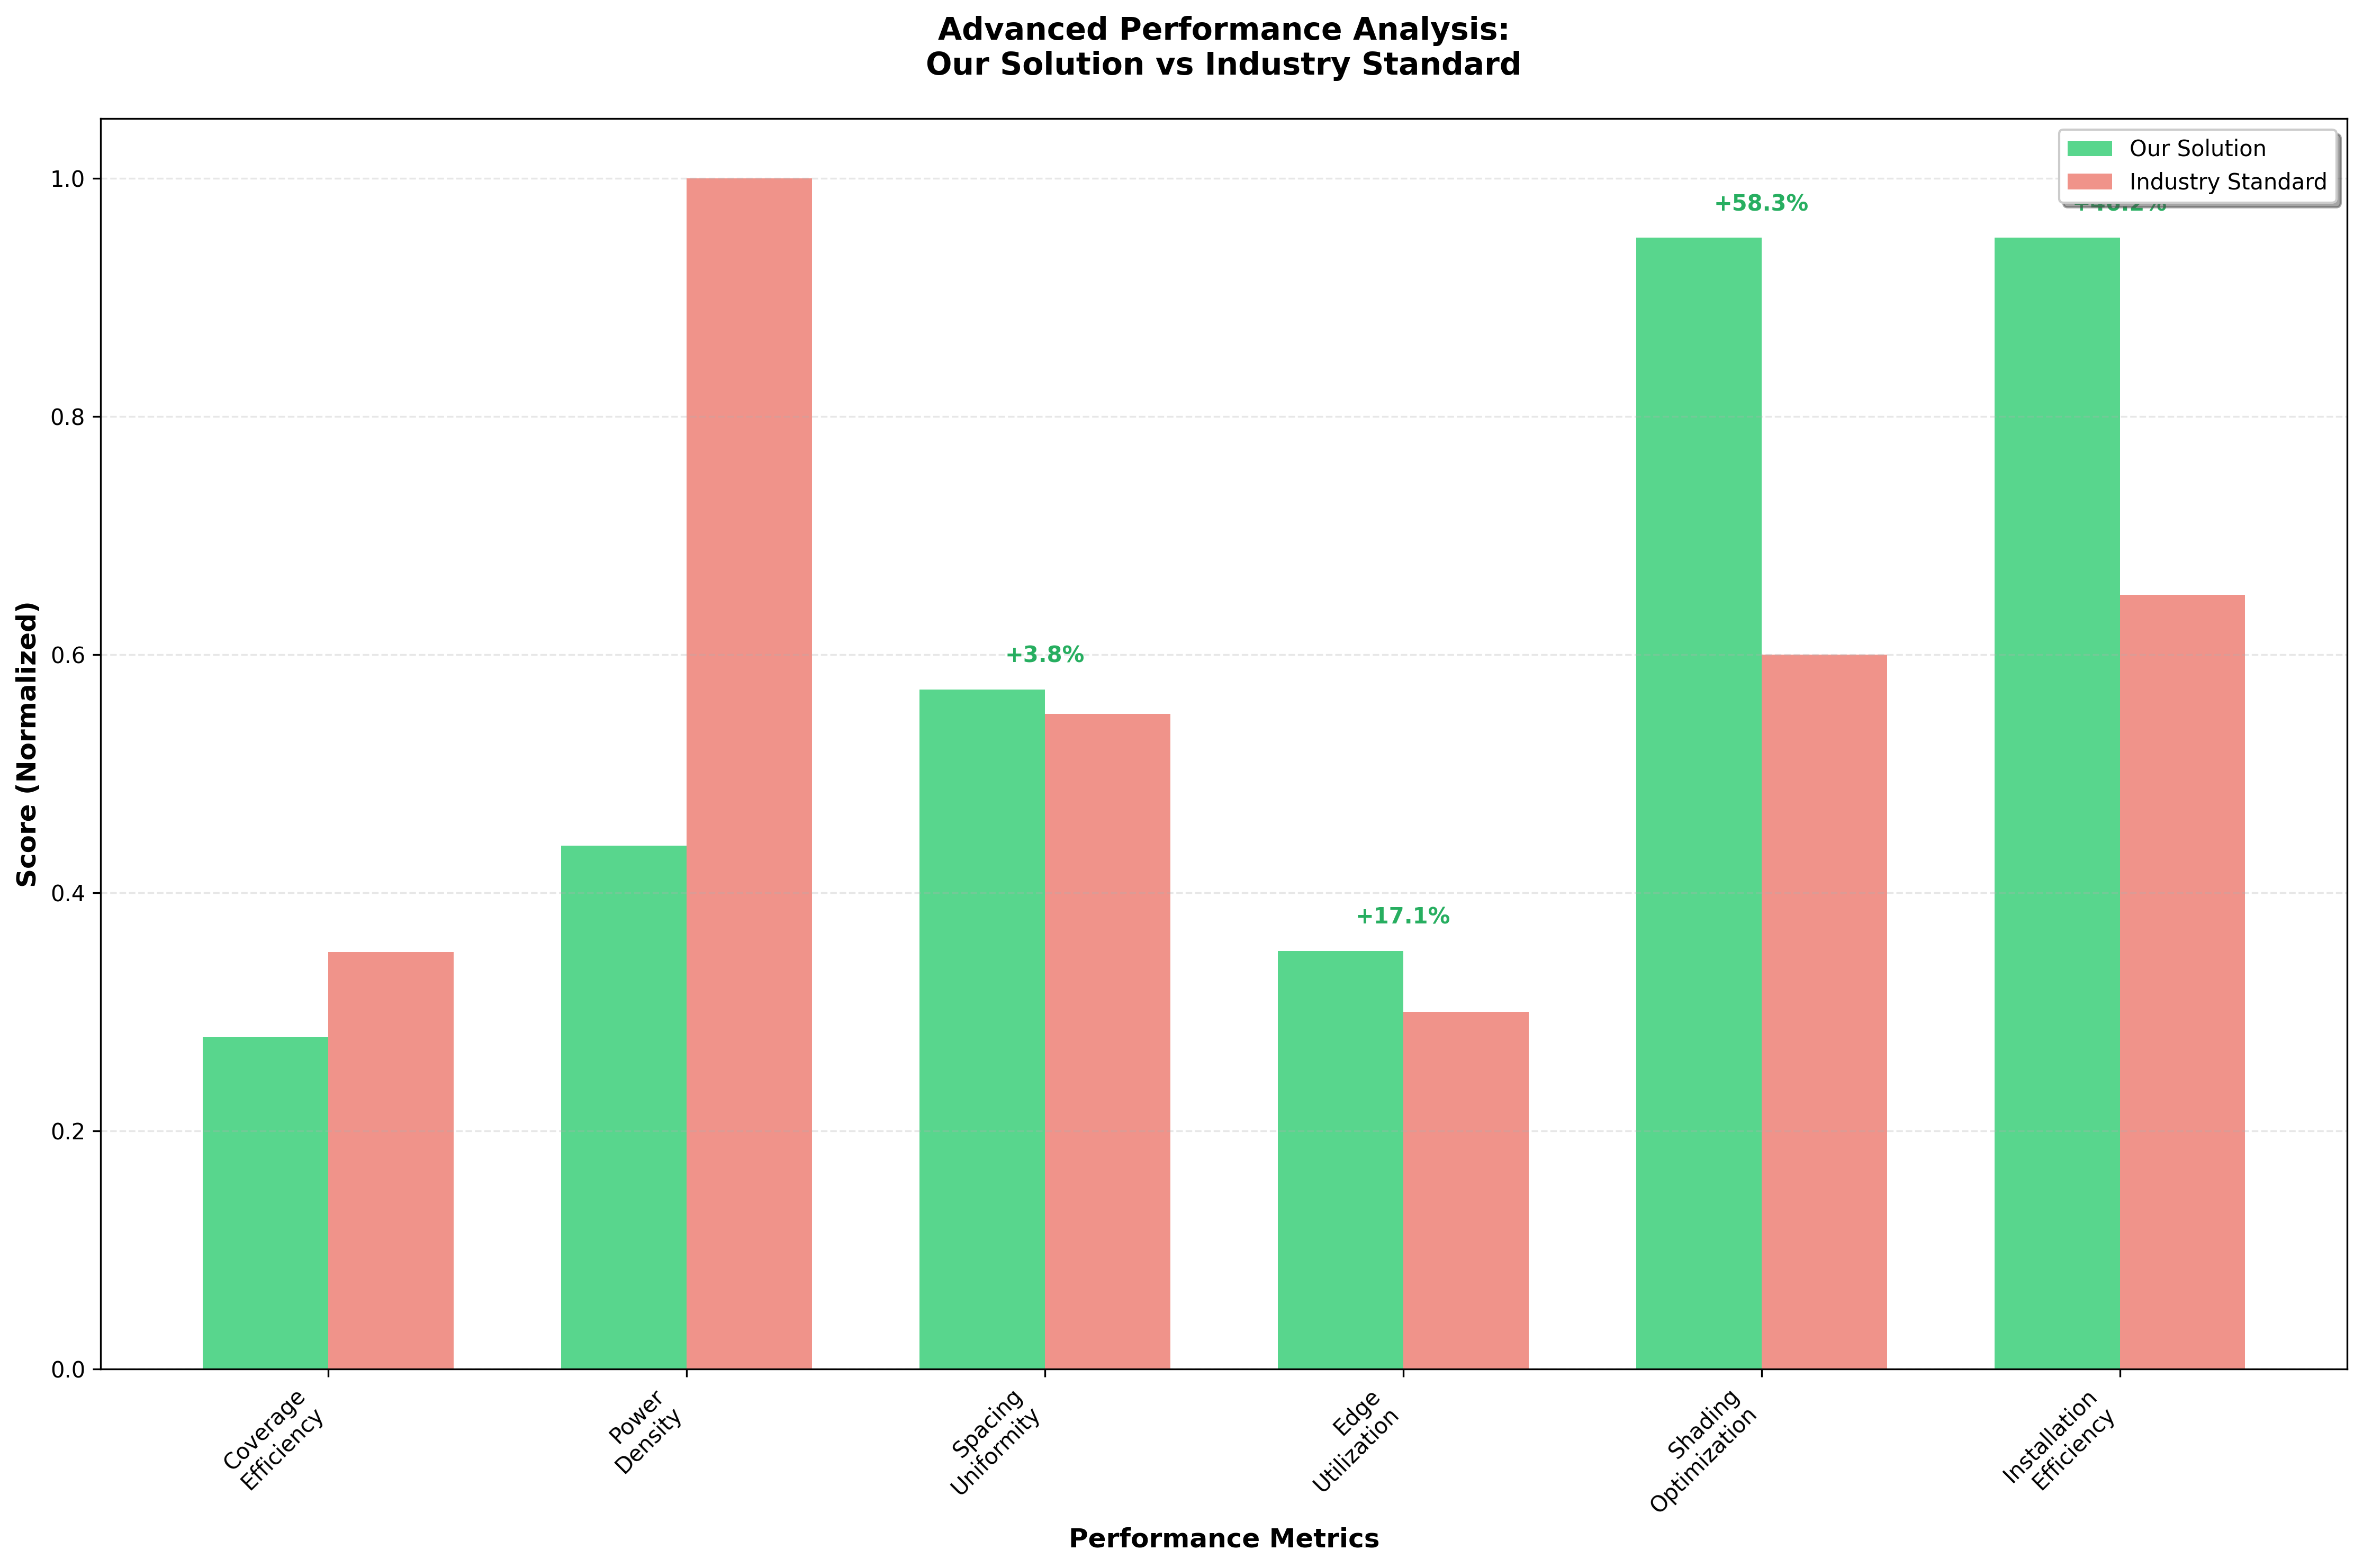 Advanced Performance Analysis:
Our Solution vs Industry Standard
Our Solution
Industry Standard
Score (Normalized)
1.0
0.8
0.6
0.4
0.2
0.0
+3.8%
+17.1%
+58.3%
Coverage
Efficiency
Power
Density
Spacing
Uniformity
Edge
Utilization
Shading
Optimization
Installation
Efficiency
Performance Metrics